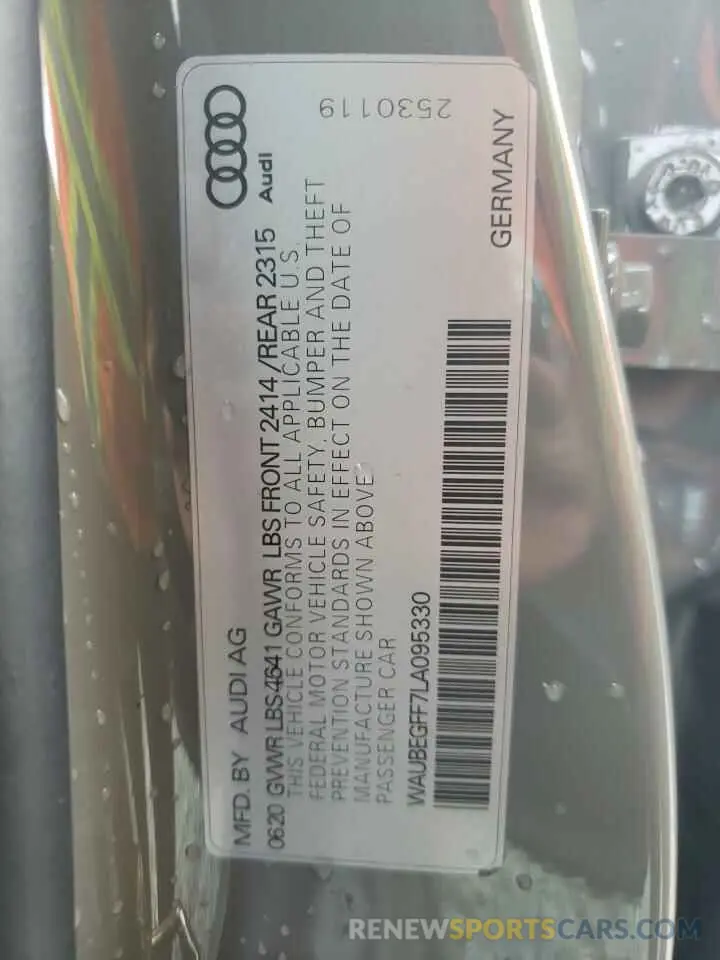 MFD. BY AUDI AG
0620 GVWR LBS4641 GAWR LBS FRONT 2414 /REAR 2315 Audi
THIS VEHICLE CONFORMS TO ALL APPLICABLE U.S.
FEDERAL MOTOR VEHICLE SAFETY, BUMPER AND THEFT
PREVENTION STANDARDS IN EFFECT ON THE DATE OF
MANUFACTURE SHOWN ABOVE
PASSENGER CAR
WAUBEGFF7LA095330
GERMANY
2530119
RENEWSPORTSCARS.COM